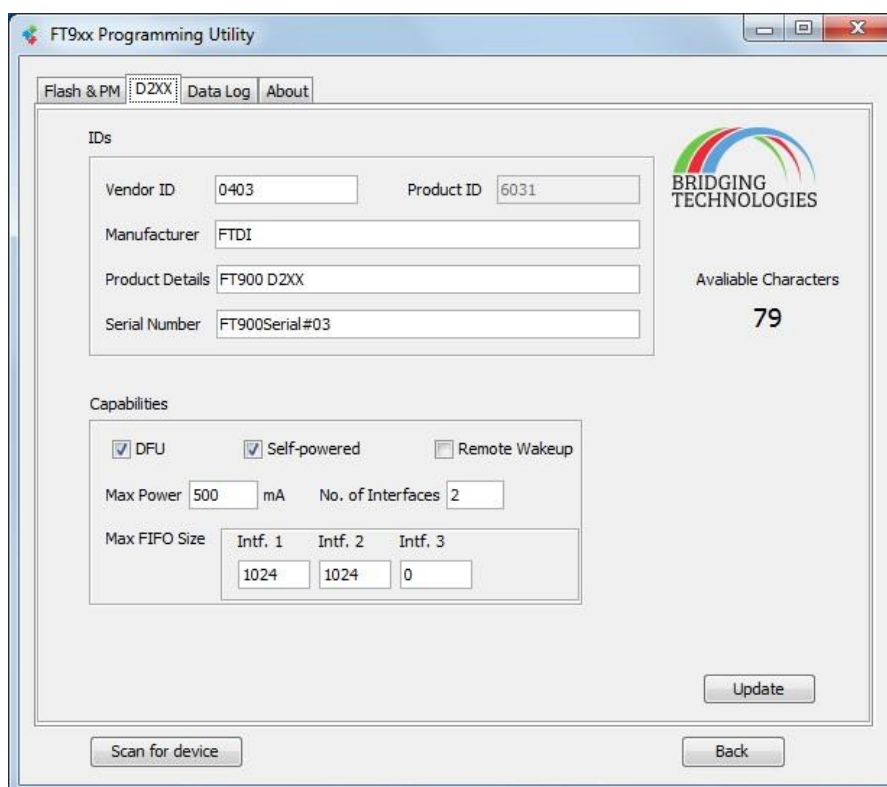 FT9xx Programming Utility
Flash & PM D2XX Data Log About
IDs
Vendor ID 0403 Product ID 6031
Manufacturer FTDI
Product Details FT900 D2XX
Serial Number FT900Serial#03
BRIDGING
TECHNOLOGIES
Avaliable Characters
79
Capabilities
DFU Self-powered Remote Wakeup
Max Power 500 mA No. of Interfaces 2
Max FIFO Size Intf. 1 Intf. 2 Intf. 3
1024 1024 0
Update
Scan for device Back